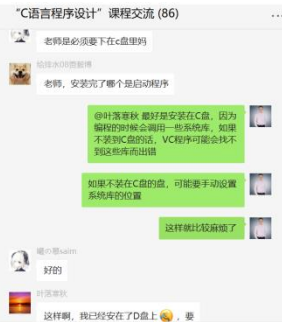 "C语言程序设计"课程交流 (86)
...
老师是必须要下在c盘里吗
老师，安装完了哪个是启动程序
@叶落寒秋 最好是安装在C盘，因为
编程的时候会调用一些系统库，如果
不装到C盘的话，VC程序可能会找不
到这些库而出错
如果不装在C盘的盘，可能要手动设置
系统库的位置
这样就比较麻烦了
好的
叶落寒秋
这样啊，我已经安在了D盘上，要